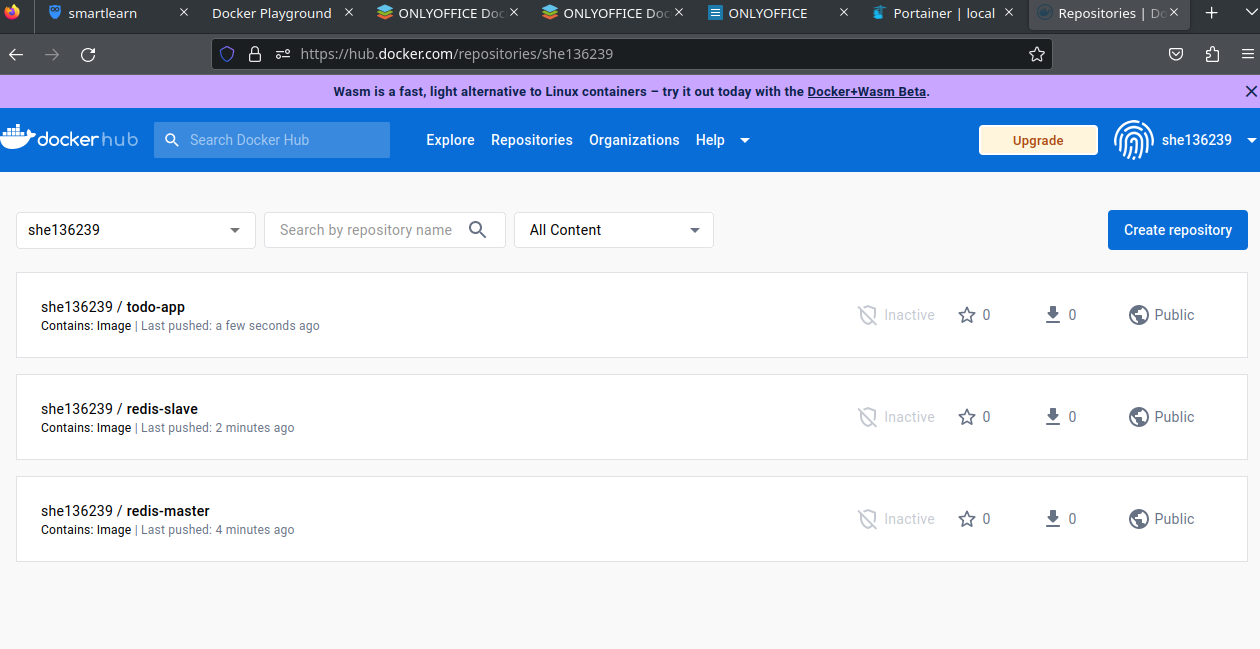 smartlearn
Docker Playground
ONLYOFFICE Doc
ONLYOFFICE Doc
ONLYOFFICE
Portainer | local
Repositories | Do
https://hub.docker.com/repositories/she136239
Wasm is a fast, light alternative to Linux containers – try it out today with the Docker+Wasm Beta.
dockerhub
Search Docker Hub
Explore
Repositories
Organizations
Help
Upgrade
she136239
she136239
Search by repository name
All Content
Create repository
she136239 / todo-app
Contains: Image | Last pushed: a few seconds ago
Inactive
0
0
Public
she136239 / redis-slave
Contains: Image | Last pushed: 2 minutes ago
Inactive
0
0
Public
she136239 / redis-master
Contains: Image | Last pushed: 4 minutes ago
Inactive
0
0
Public